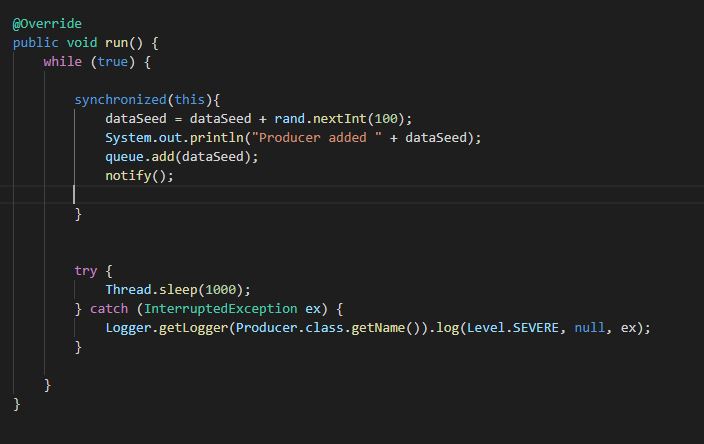 @Override
public void run() {
while (true) {
synchronized(this){
dataSeed = dataSeed + rand.nextInt(100);
System.out.println("Producer added " + dataSeed);
queue.add(dataSeed);
notify();
}
try {
Thread.sleep(1000);
} catch (InterruptedException ex) {
Logger.getLogger(Producer.class.getName()).log(Level.SEVERE, null, ex);
}
}
}